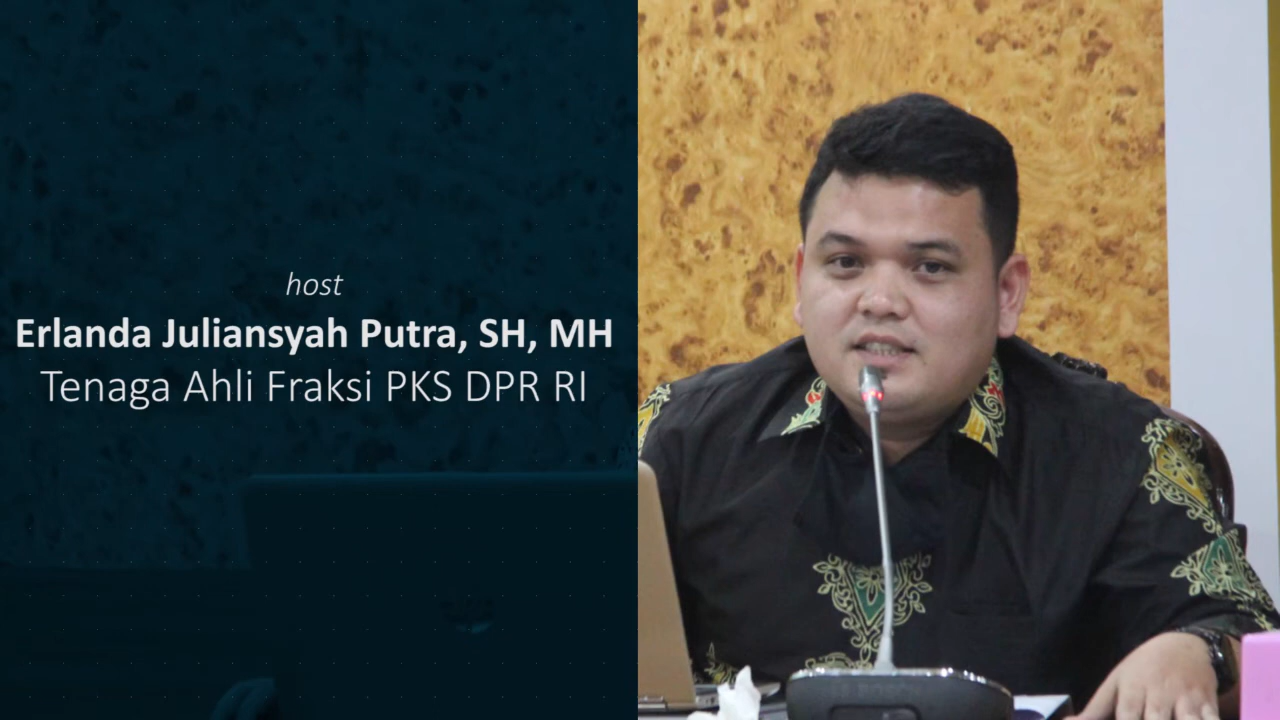 host
Erlanda Juliansyah Putra, SH, MH
Tenaga Ahli Fraksi PKS DPR RI